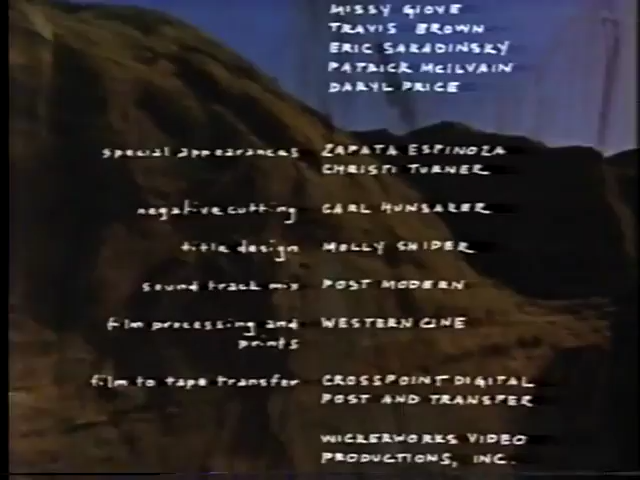 MISSY GIOVE
TRAVIS BROWN
ERIC SARADINSKY
PATRICK MCILVAIN
DARYL PRICE
special appearances ZAPATA ESPINOZA
CHRISTI TURNER
negative cutting CARL HUNSAKER
title design MOLLY SNIDER
sound track mix POST MODERN
film processing and WESTERN CINE
prints
film to tape transfer CROSSPOINT DIGITAL
POST AND TRANSFER
WICKERWORKS VIDEO
PRODUCTIONS, INC.